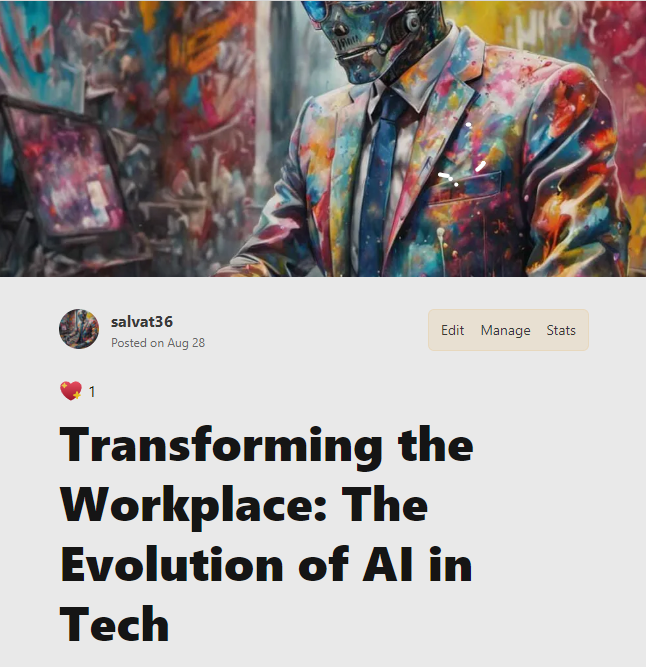 salvat36
Posted on Aug 28
Edit Manage Stats
1
Transforming the
Workplace: The
Evolution of AI in
Tech